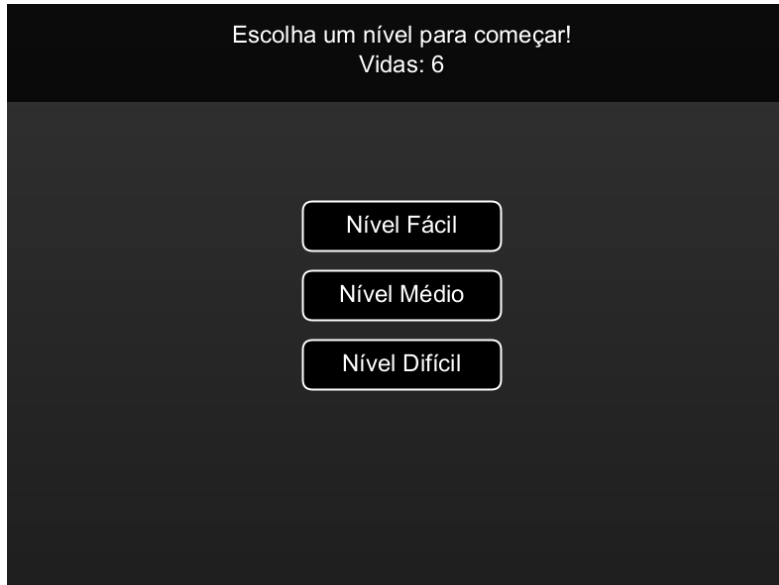 Escolha um nível para começar!
Vidas: 6
Nível Fácil
Nível Médio
Nível Difícil